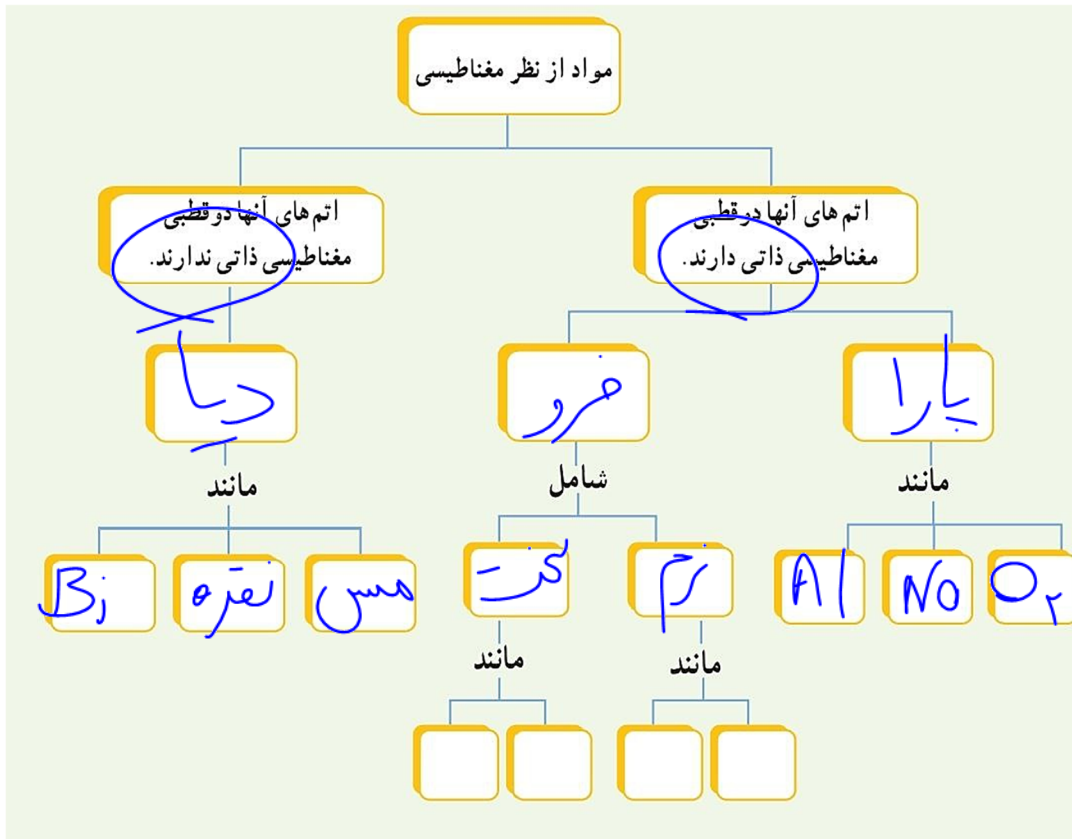 مواد از نظر مغناطیسی
اتم‌های آنها دوقطبی
مغناطیسی ذاتی دارند.
اتم‌های آنها دوقطبی
مغناطیسی ذاتی ندارند.
پارا
فرو
دیا
مانند
شامل
مانند
O۲
NO
Al
نرم
سخت
مس
نقره
Bi
مانند
مانند